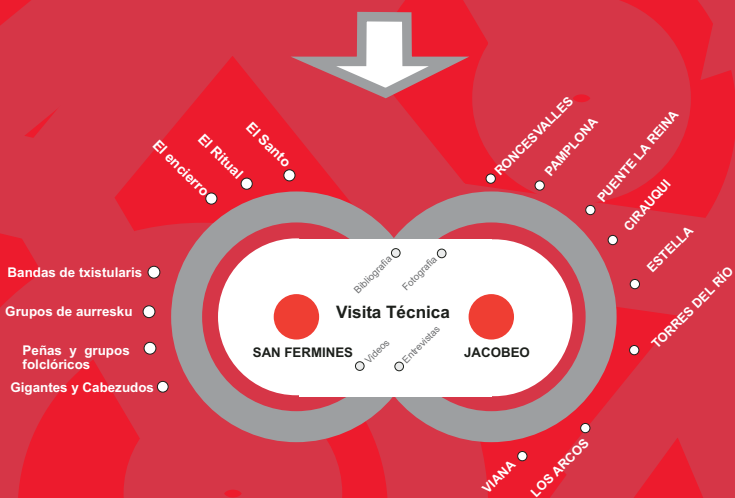 El encierro
El Ritual
El Santo
Bandas de txistularis
Grupos de aurresku
Peñas y grupos
folclóricos
Gigantes y Cabezudos
Bibliografía
Fotografía
Visita Técnica
SAN FERMINES
JACOBEO
Videos
Entrevistas
RONCESVALLES
PAMPLONA
PUENTE LA REINA
CIRAUQUI
ESTELLA
TORRES DEL RÍO
LOS ARCOS
VIANA